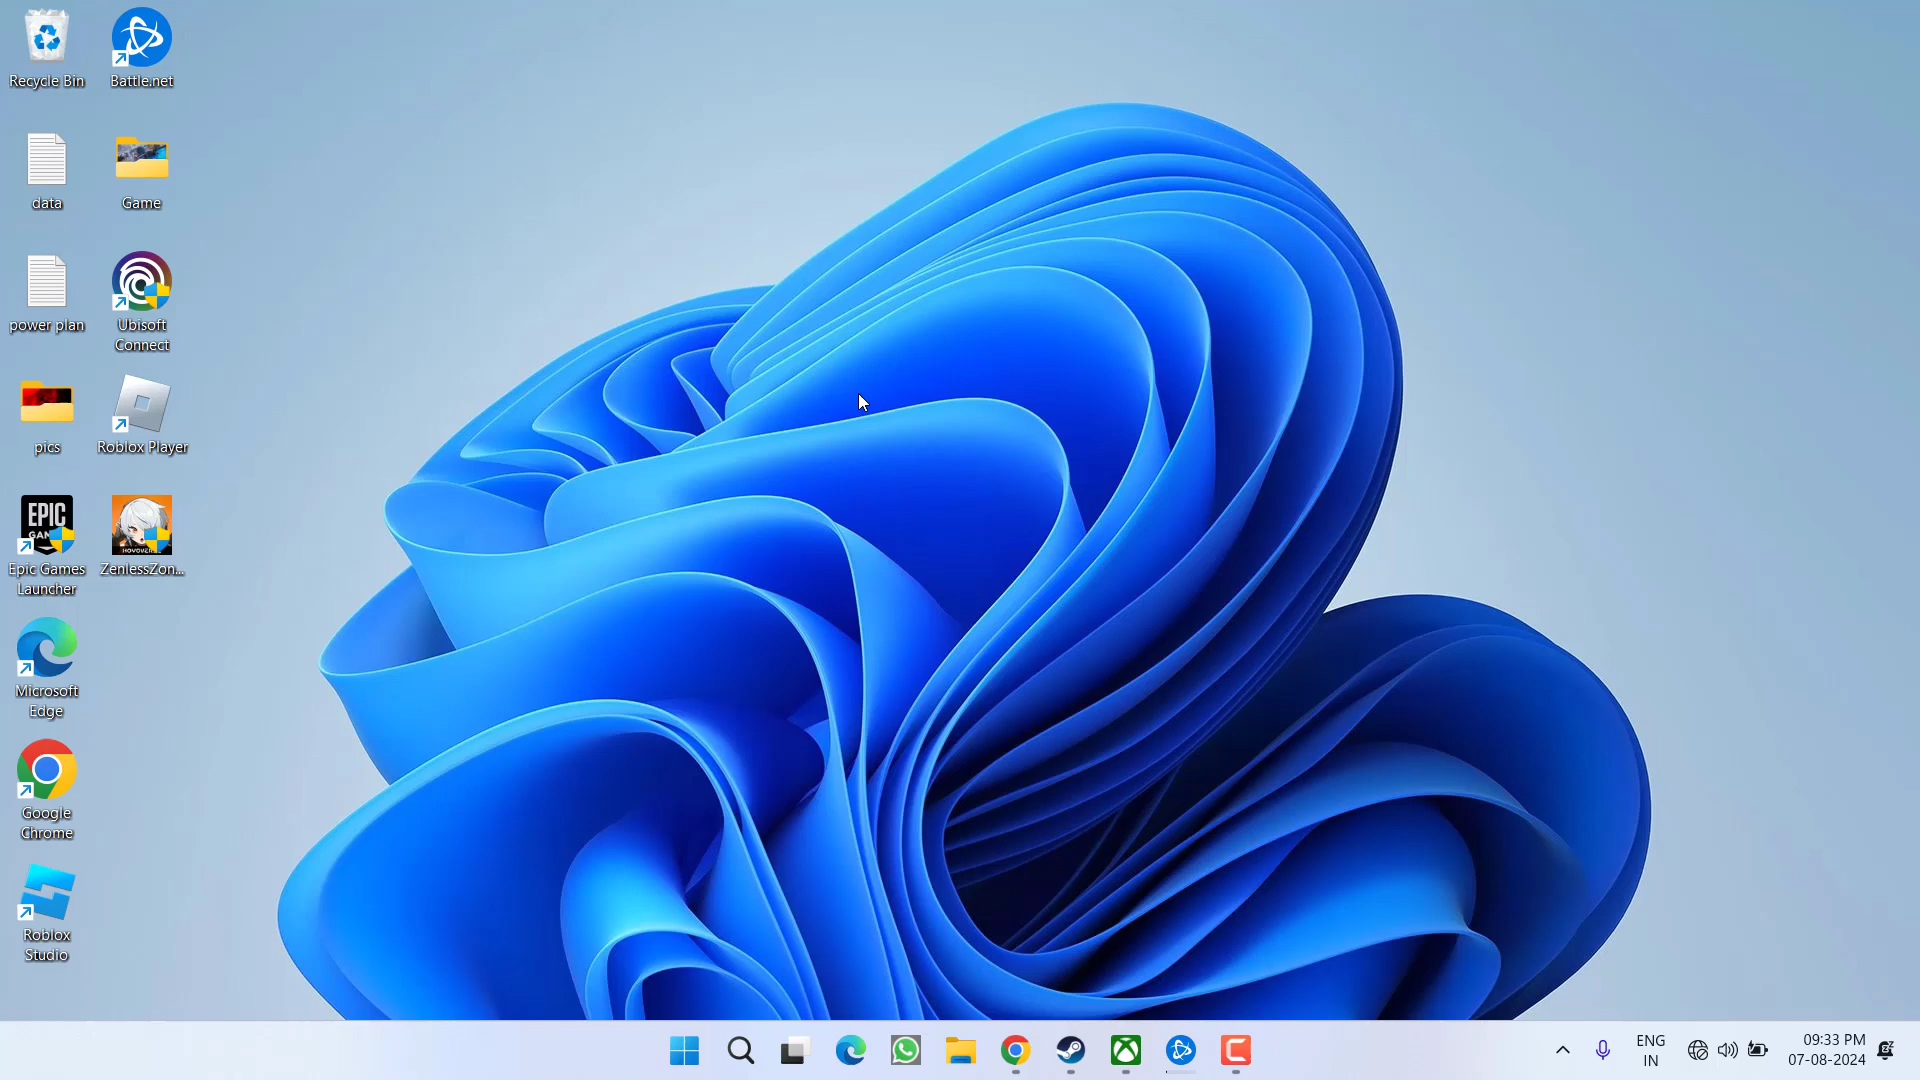 Recycle Bin
Battle.net
data
Game
power plan
Ubisoft
Connect
pics
Roblox Player
EPIC
Epic Games
Launcher
HOYOVER
ZenlessZon...
Microsoft
Edge
Google
Chrome
Roblox
Studio
ENG
IN
09:33 PM
07-08-2024